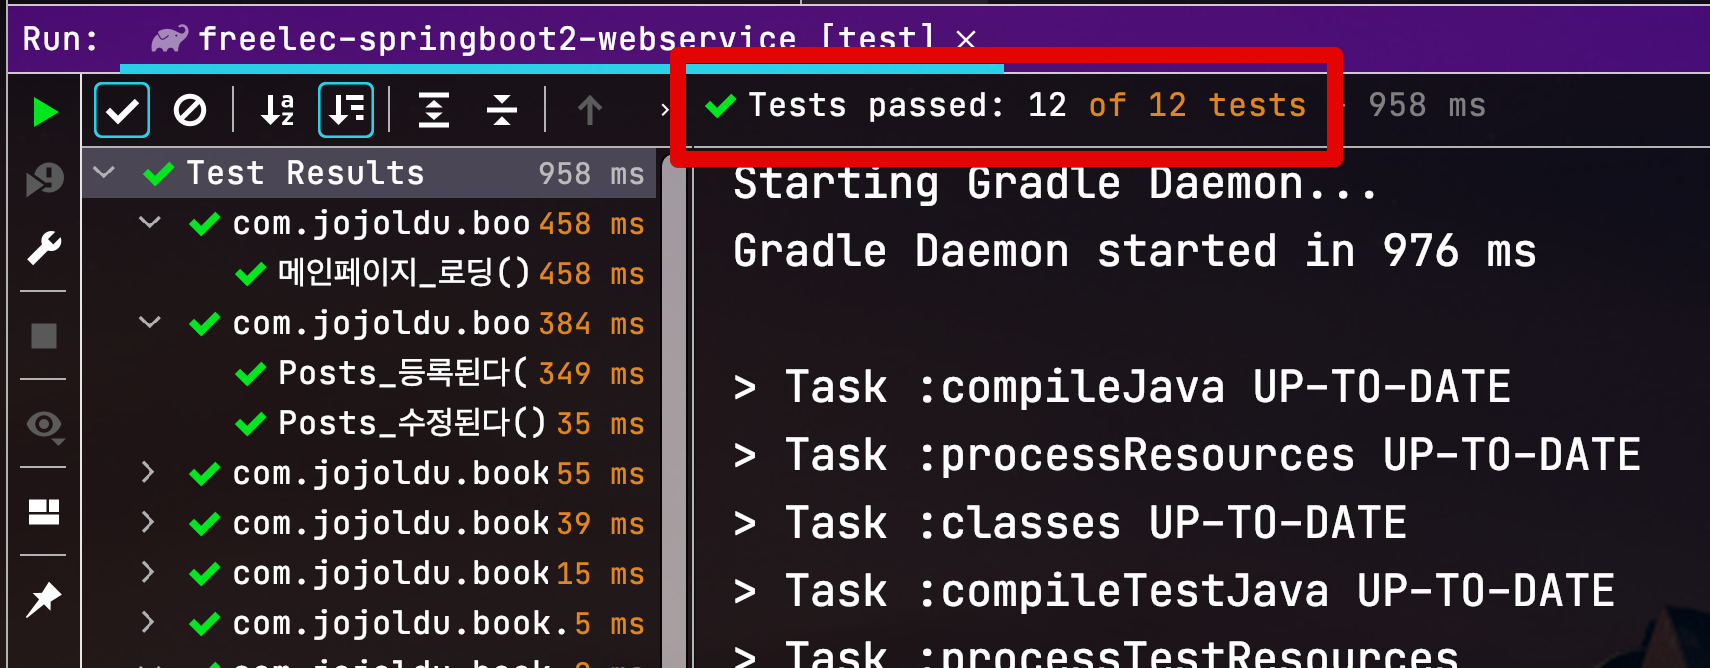 Run: freelec-springboot2-webservice [test] ×
Tests passed: 12 of 12 tests – 958 ms
Test Results 958 ms
com.jojoldu.boo 458 ms
메인페이지_로딩() 458 ms
com.jojoldu.boo 384 ms
Posts_등록된다( 349 ms
Posts_수정된다() 35 ms
com.jojoldu.book 55 ms
com.jojoldu.book 39 ms
com.jojoldu.book 15 ms
com.jojoldu.book. 5 ms
com.jojoldu.book ms
Starting Gradle Daemon...
Gradle Daemon started in 976 ms
> Task :compileJava UP-TO-DATE
> Task :processResources UP-TO-DATE
> Task :classes UP-TO-DATE
> Task :compileTestJava UP-TO-DATE
> Task :processTestResources